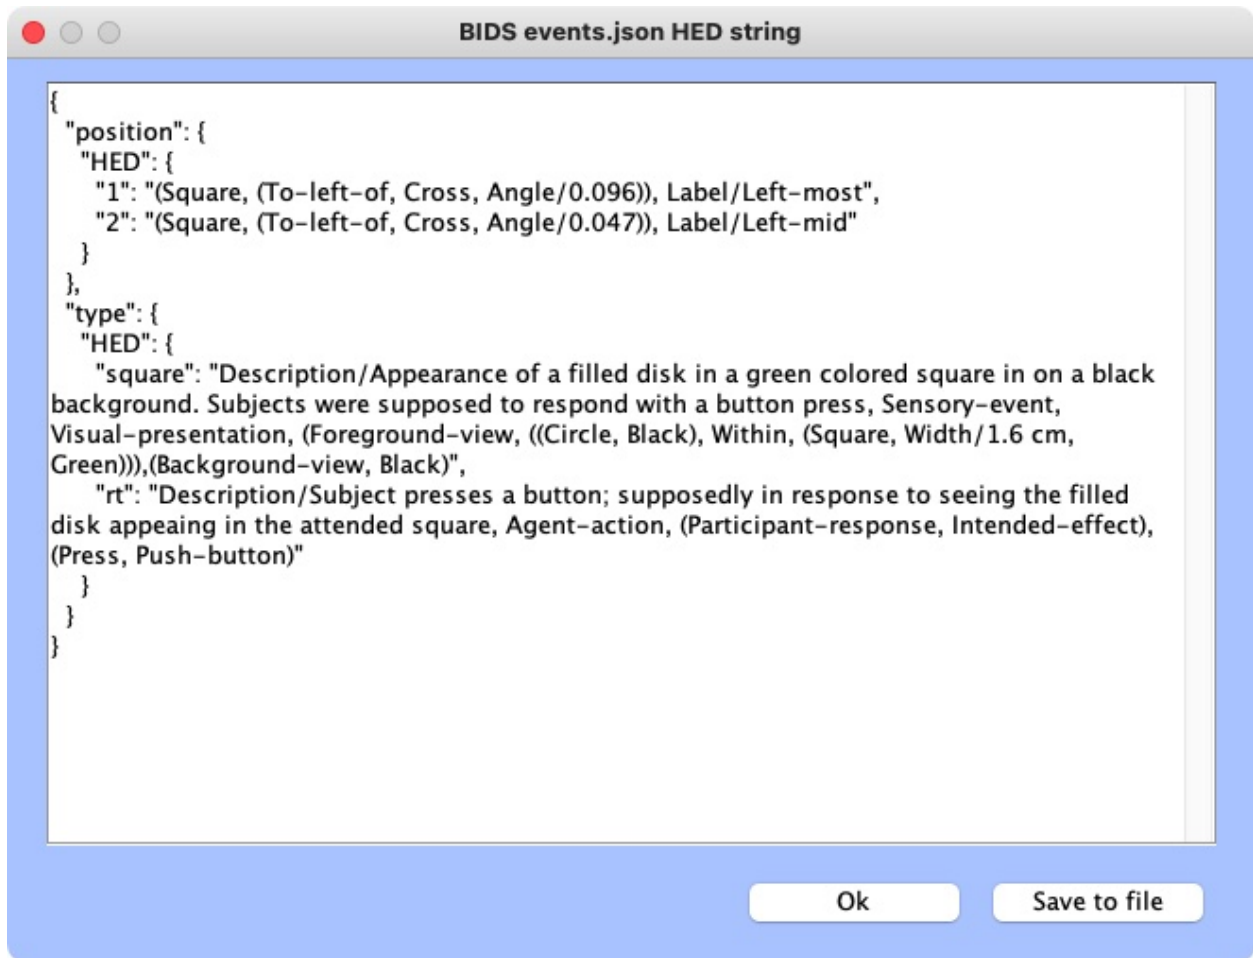 BIDS events.json HED string
{
  "position": {
    "HED": {
      "1": "(Square, (To-left-of, Cross, Angle/0.096)), Label/Left-most",
      "2": "(Square, (To-left-of, Cross, Angle/0.047)), Label/Left-mid"
    }
  },
  "type": {
    "HED": {
      "square": "Description/Appearance of a filled disk in a green colored square in on a black
background. Subjects were supposed to respond with a button press, Sensory-event,
Visual-presentation, (Foreground-view, ((Circle, Black), Within, (Square, Width/1.6 cm,
Green))),(Background-view, Black)",
      "rt": "Description/Subject presses a button; supposedly in response to seeing the filled
disk appeaing in the attended square, Agent-action, (Participant-response, Intended-effect),
(Press, Push-button)"
    }
  }
}
Ok
Save to file